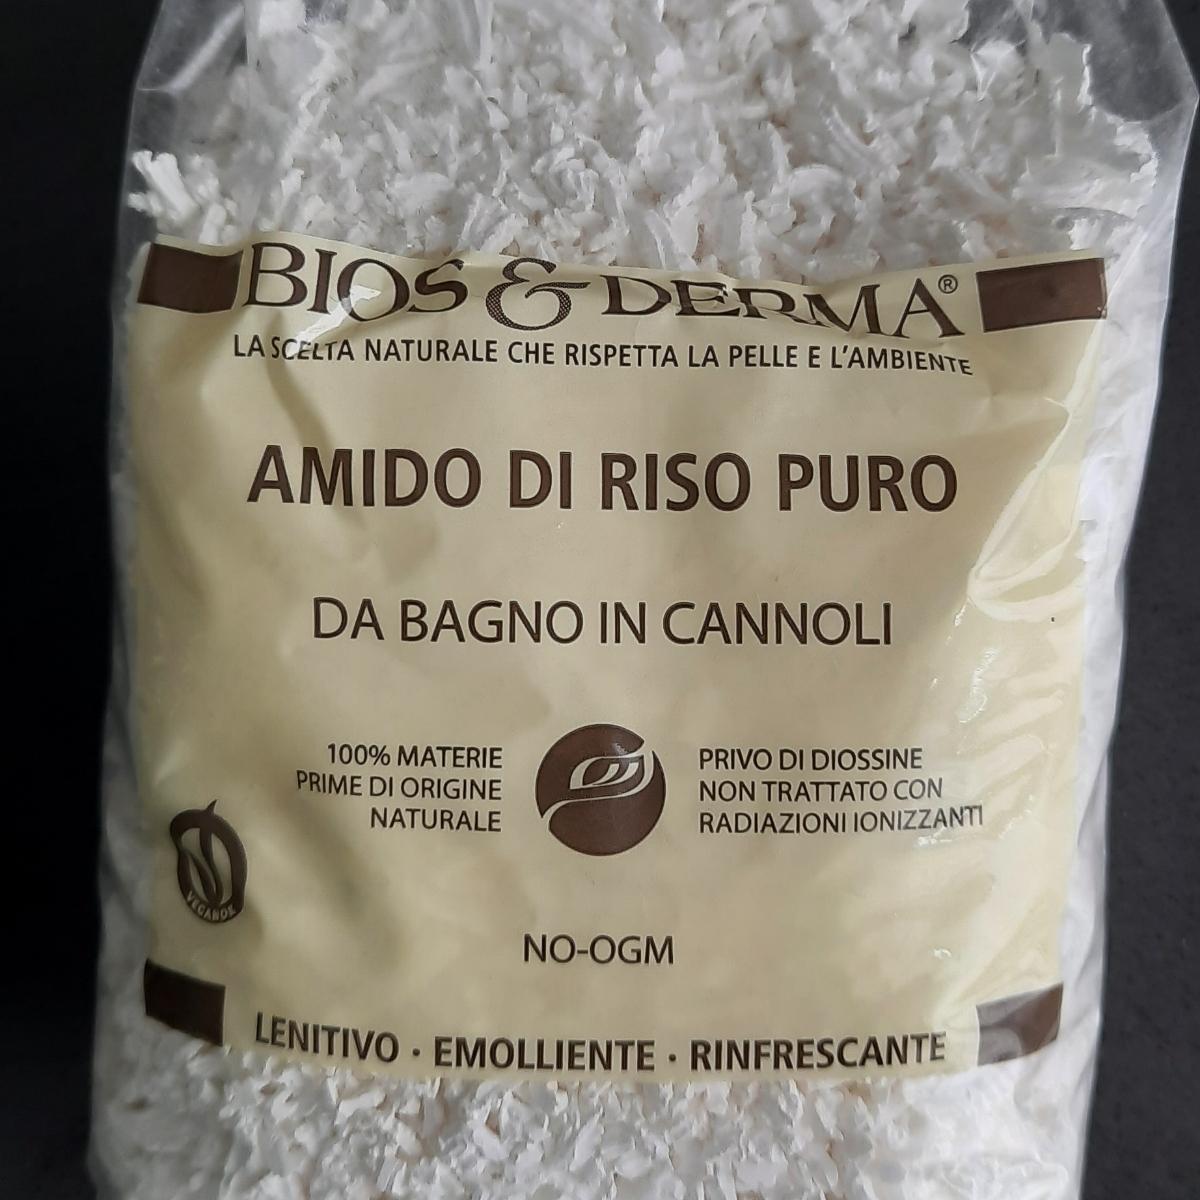 BIOS & DERMA®
LA SCELTA NATURALE CHE RISPETTA LA PELLE E L'AMBIENTE
AMIDO DI RISO PURO
DA BAGNO IN CANNOLI
100% MATERIE
PRIME DI ORIGINE
NATURALE
PRIVO DI DIOSSINE
NON TRATTATO CON
RADIAZIONI IONIZZANTI
VEGANOK
NO-OGM
LENITIVO · EMOLLIENTE · RINFRESCANTE